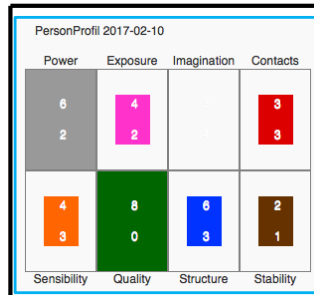 PersonProfil 2017-02-10
Power Exposure Imagination Contacts
6 4 3
2 2 3
4 8 6 2
3 0 3 1
Sensibility Quality Structure Stability